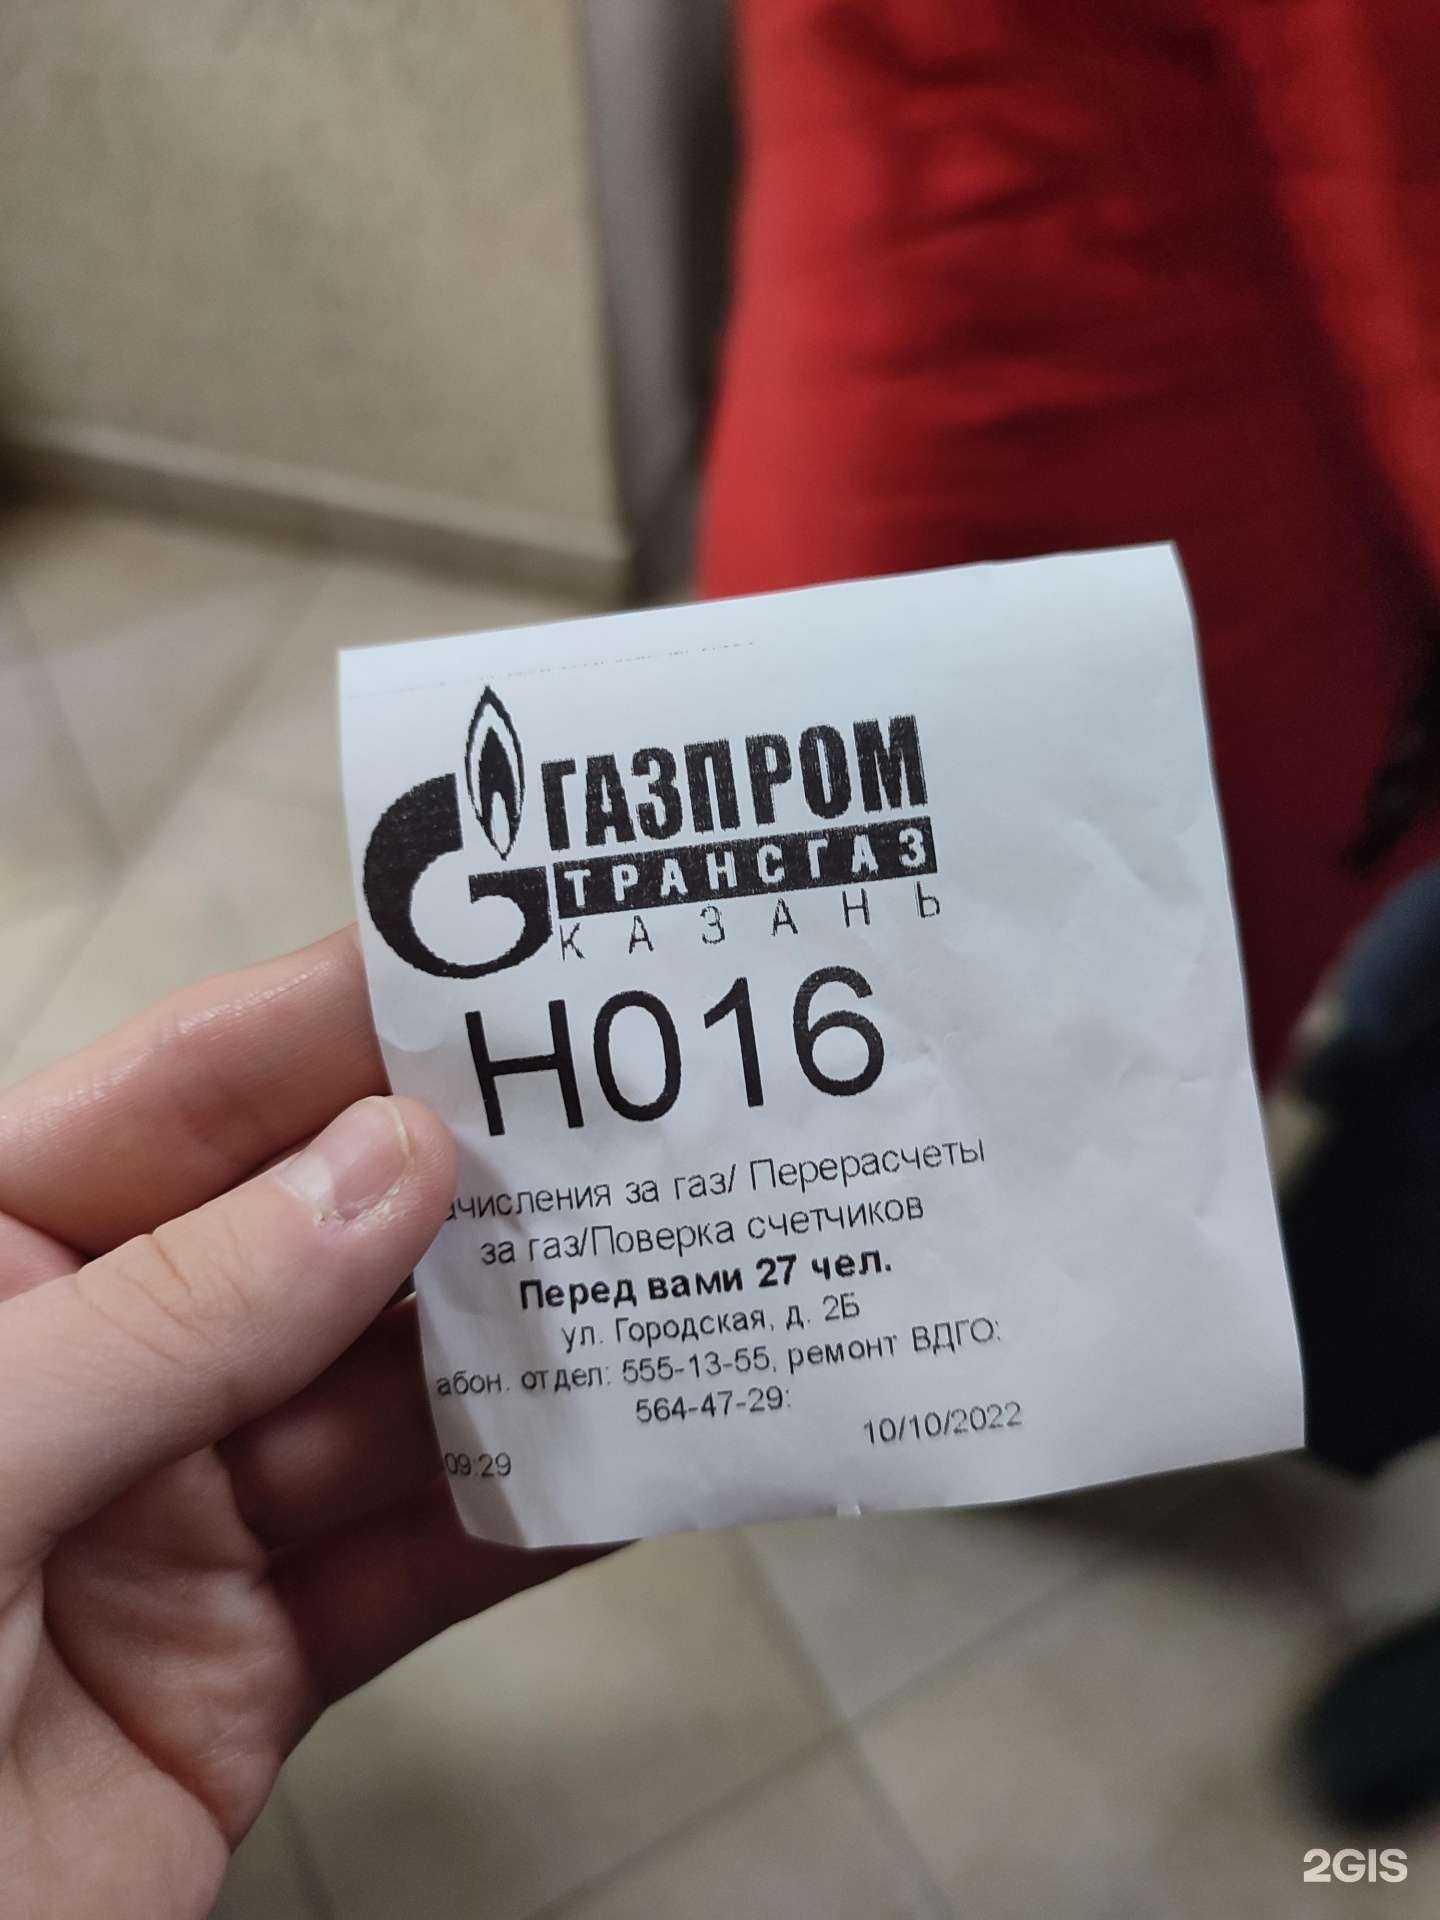 ГАЗПРОМ
ТРАНСГАЗ
КАЗАНЬ
Н016
ачисления за газ/ Перерасчеты
за газ/Поверка счетчиков
Перед вами 27 чел.
ул. Городская, д. 2Б
абон. отдел: 555-13-55, ремонт ВДГО:
564-47-29:
09:29 10/10/2022
2GIS